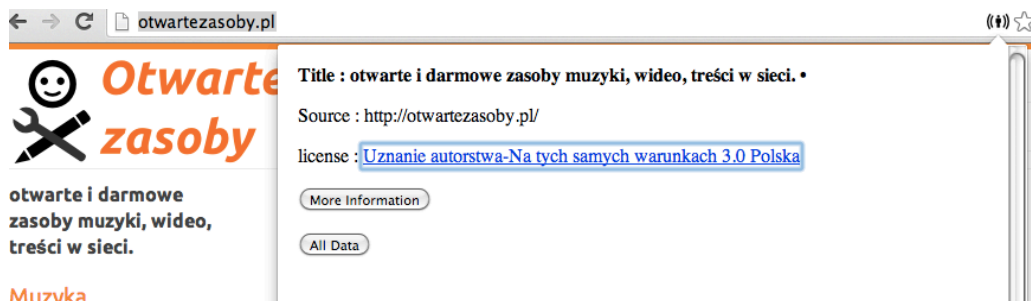 otwartezasoby.pl
Otwarte
zasoby
otwarte i darmowe
zasoby muzyki, wideo,
treści w sieci.
Muzyka
Title : otwarte i darmowe zasoby muzyki, wideo, treści w sieci. •
Source : http://otwartezasoby.pl/
license : Uznanie autorstwa-Na tych samych warunkach 3.0 Polska
More Information
All Data